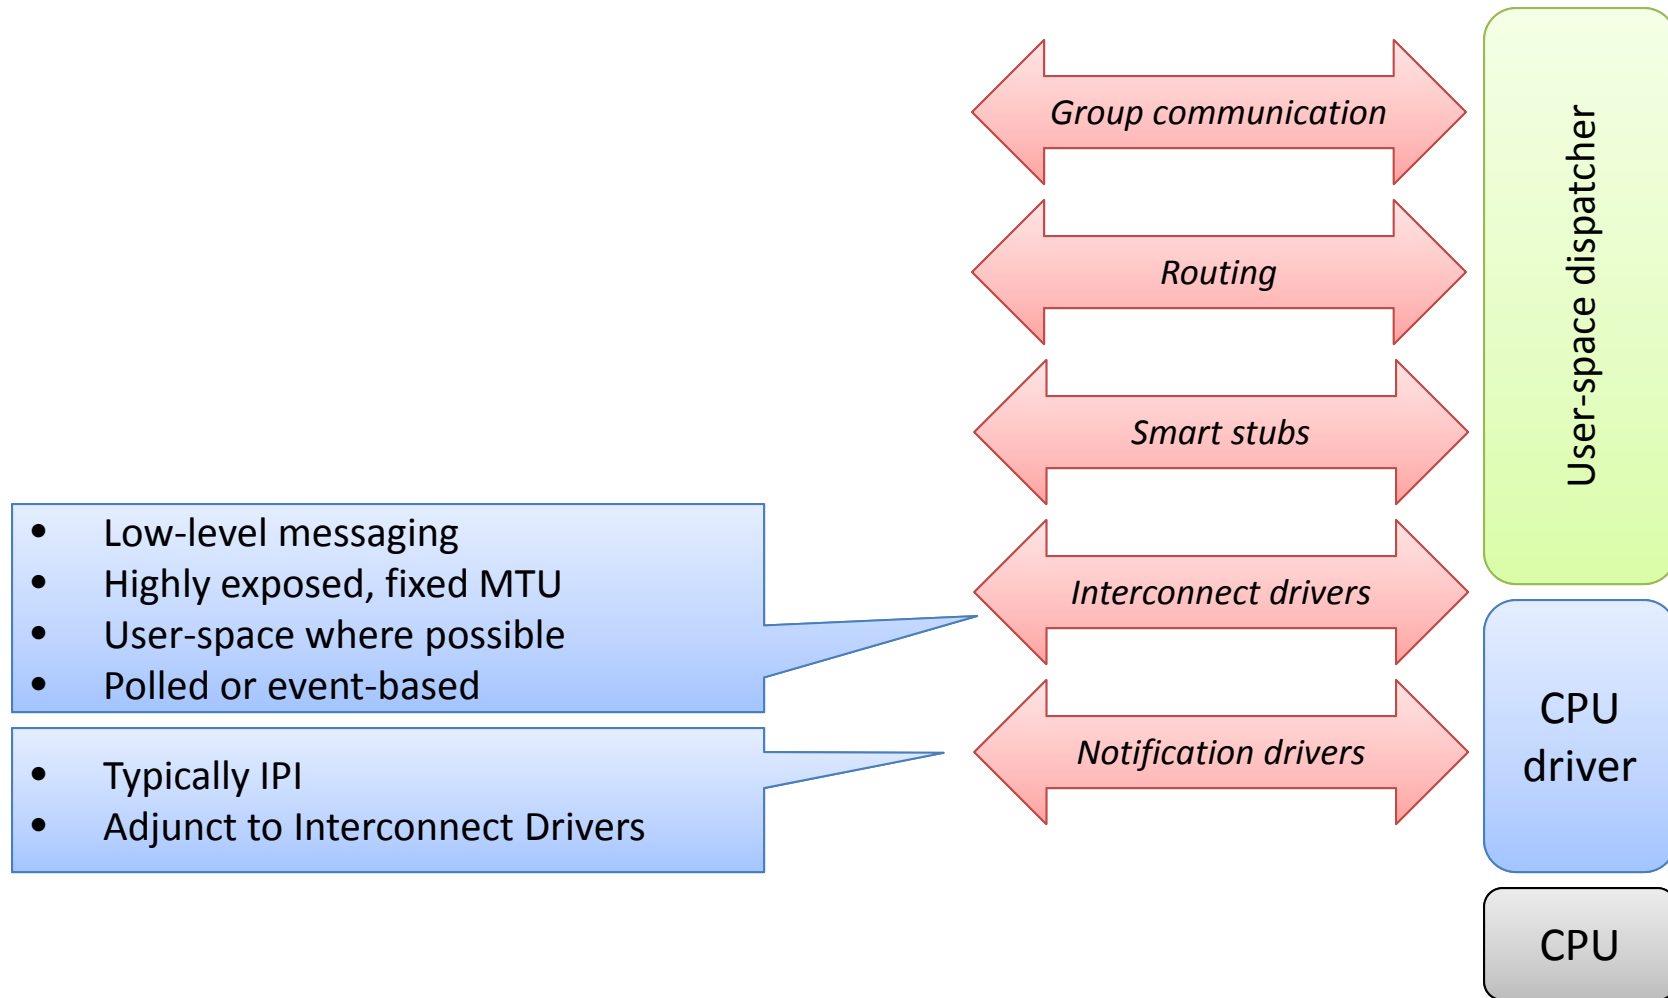 Group communication
Routing
Smart stubs
Interconnect drivers
Notification drivers
• Low-level messaging
• Highly exposed, fixed MTU
• User-space where possible
• Polled or event-based
• Typically IPI
• Adjunct to Interconnect Drivers
User-space dispatcher
CPU
driver
CPU